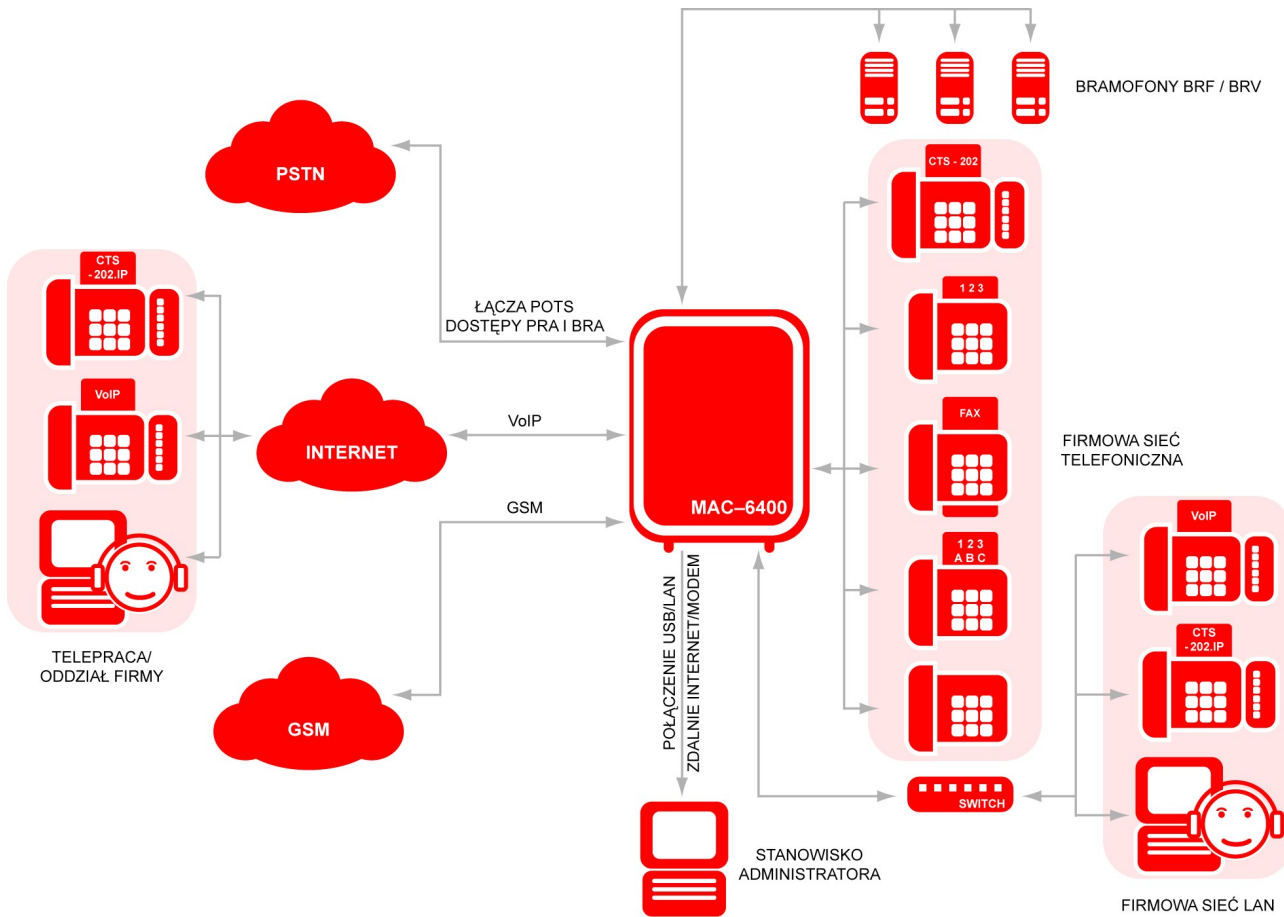 BRAMOFONY BRF / BRV
CTS - 202
PSTN
CTS
- 202.IP
1 2 3
ŁĄCZA POTS
DOSTĘPY PRA I BRA
VoIP
INTERNET
VoIP
FAX
FIRMOWA SIEĆ
TELEFONICZNA
GSM
MAC–6400
VoIP
1 2 3
A B C
POŁĄCZENIE USB/LAN
ZDALNIE INTERNET/MODEM
TELEPRACA/
ODDZIAŁ FIRMY
CTS
- 202.IP
GSM
SWITCH
STANOWISKO
ADMINISTRATORA
FIRMOWA SIEĆ LAN